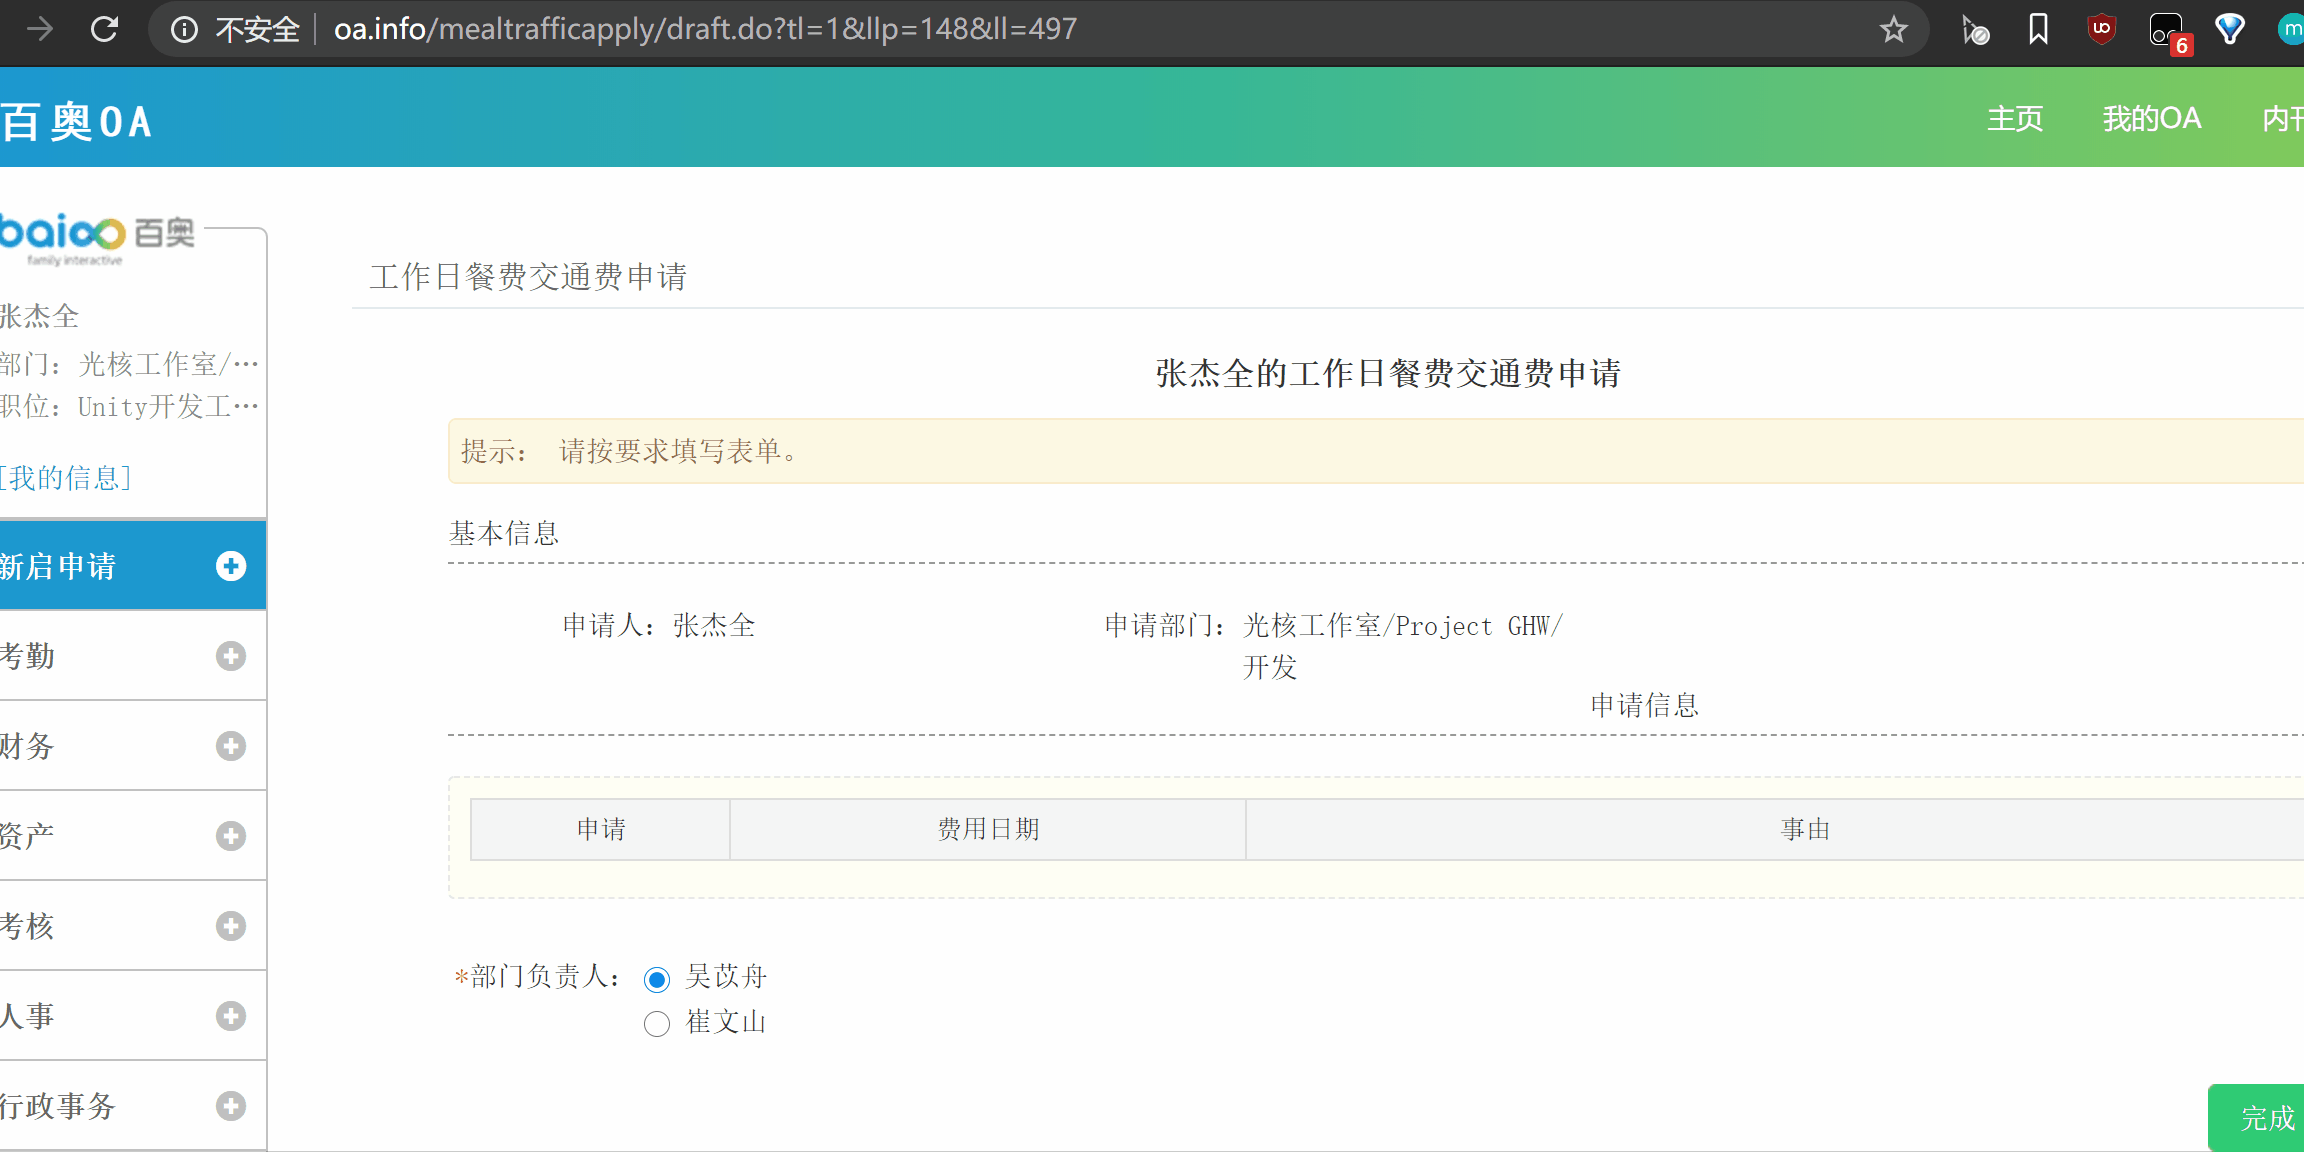 不安全 oa.info/mealtrafficapply/draft.do?tl=1&llp=148&ll=497
6
百奥OA
主页
我的OA
内刊
baioo 百奥
family interactive
张杰全
部门：光核工作室/…
职位：Unity开发工…
[我的信息]
新启申请
考勤
财务
资产
考核
人事
行政事务
工作日餐费交通费申请
张杰全的工作日餐费交通费申请
提示： 请按要求填写表单。
基本信息
申请人：张杰全
申请部门：光核工作室/Project GHW/
开发
申请信息
申请 费用日期 事由
*部门负责人： 吴苡舟
崔文山
完成